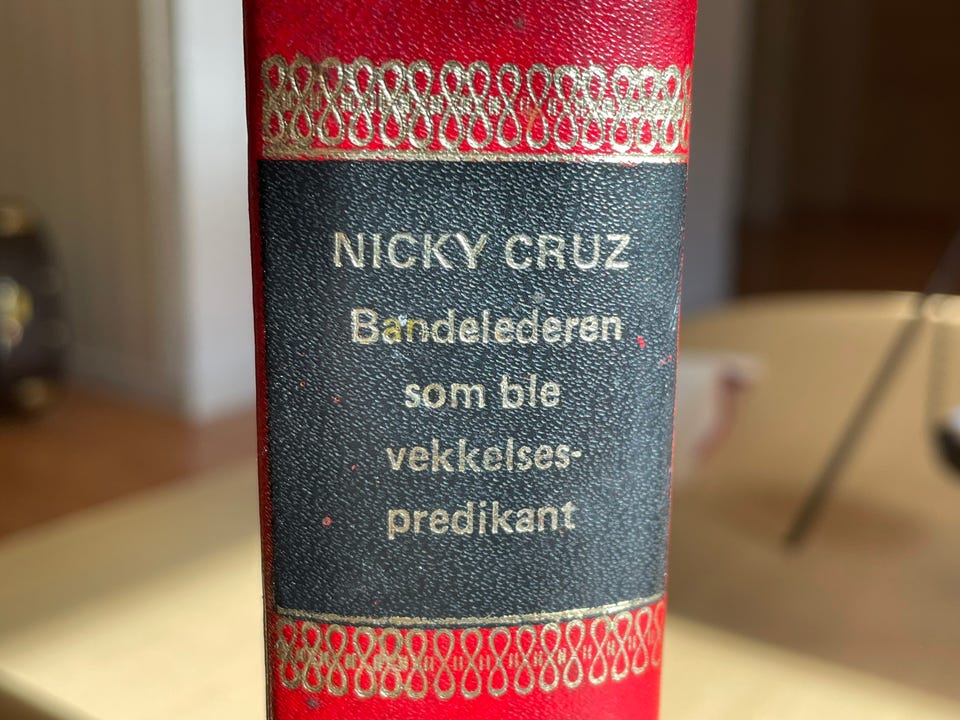 NICKY CRUZ
Bandelederen
som ble
vekkelses-
predikant